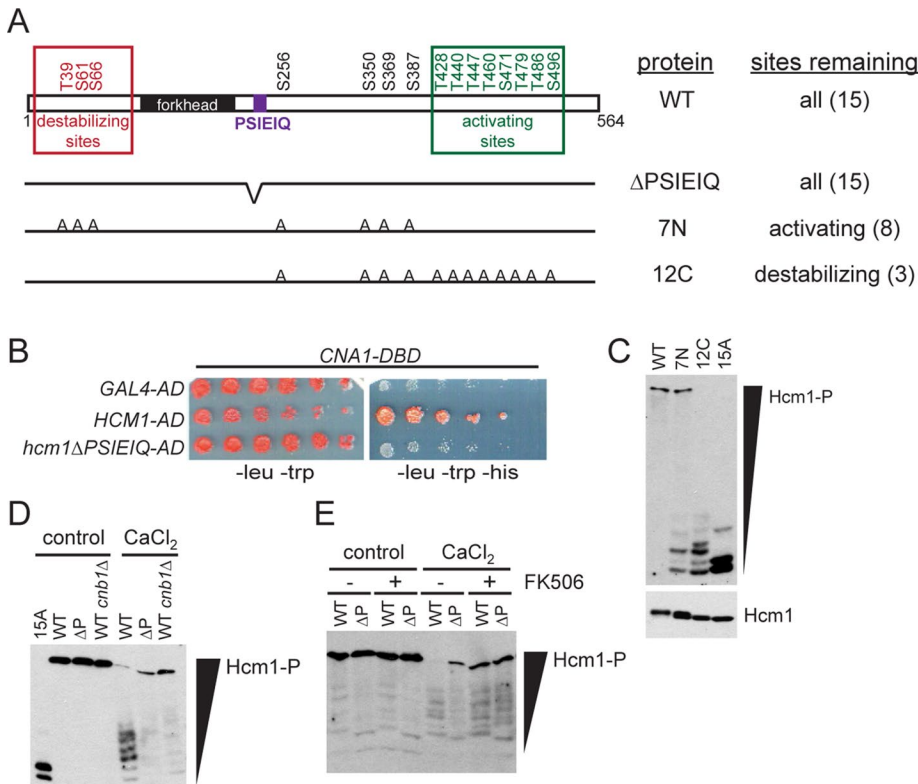 A
T39 S61 S66 S256 S350 S369 S387 T428 T440 T447 T460 S471 T479 T486 S496
protein sites remaining
forkhead
WT all (15)
1 destabilizing sites PSIEIQ activating sites 564
ΔPSIEIQ all (15)
A A A A A A A
7N activating (8)
A A A A A A A A A A A A
12C destabilizing (3)
B
CNA1-DBD
GAL4-AD
HCM1-AD
hcm1ΔPSIEIQ-AD
-leu -trp -leu -trp -his
C
WT 7N 12C 15A
Hcm1-P
Hcm1
D
control CaCl2
15A WT ΔP WT cnb1Δ WT ΔP WT cnb1Δ
Hcm1-P
E
control CaCl2
- + - + FK506
WT ΔP WT ΔP WT ΔP WT ΔP
Hcm1-P